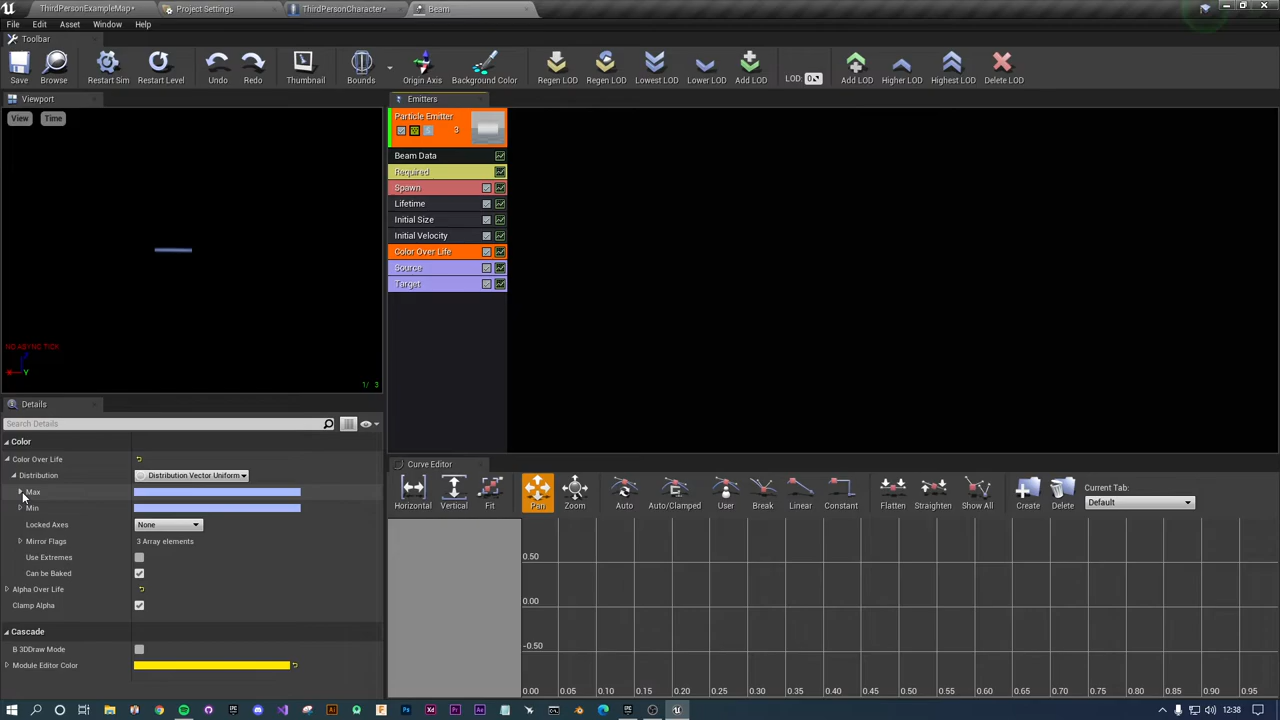 ThirdPersonExampleMap*
Project Settings
ThirdPersonCharacter*
Beam
File Edit Asset Window Help
Toolbar
Save
Browse
Restart Sim
Restart Level
Undo
Redo
Thumbnail
Bounds
Origin Axis
Background Color
Regen LOD
Regen LOD
Lowest LOD
Lower LOD
Add LOD
LOD: 0
Add LOD
Higher LOD
Highest LOD
Delete LOD
Viewport
View
Time
NO ASYNC TICK
Y
1/ 3
Emitters
Particle Emitter
3
Beam Data
Required
Spawn
Lifetime
Initial Size
Initial Velocity
Color Over Life
Source
Target
Details
Search Details
Color
Color Over Life
Distribution
Distribution Vector Uniform
Max
Min
Locked Axes
None
Mirror Flags
3 Array elements
Use Extremes
Can be Baked
Alpha Over Life
Clamp Alpha
Cascade
B 3DDraw Mode
Module Editor Color
Curve Editor
Horizontal
Vertical
Fit
Pan
Zoom
Auto
Auto/Clamped
User
Break
Linear
Constant
Flatten
Straighten
Show All
Create
Delete
Current Tab:
Default
0.50
0.00
-0.50
0.00 0.05 0.10 0.15 0.20 0.25 0.30 0.35 0.40 0.45 0.50 0.55 0.60 0.65 0.70 0.75 0.80 0.85 0.90 0.95
12:38